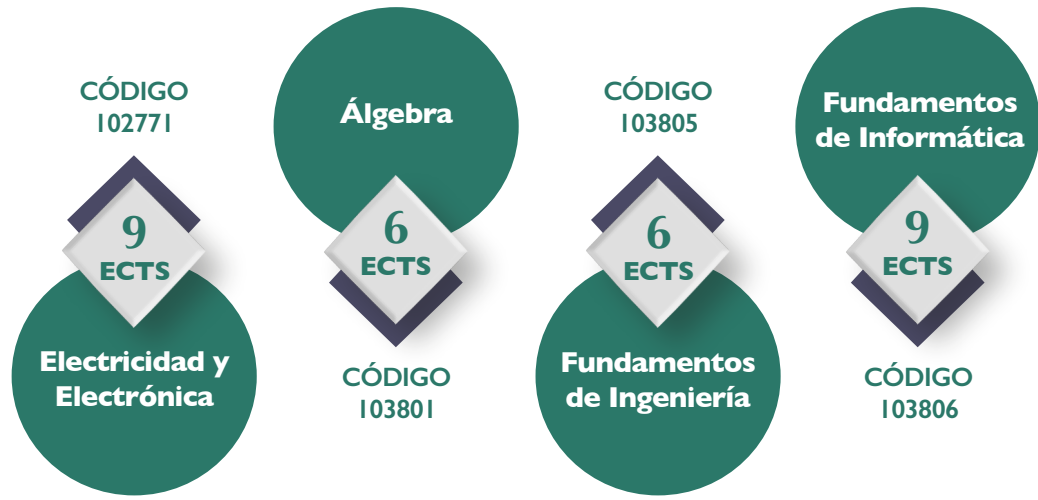 CÓDIGO
102771
9
ECTS
Electricidad y
Electrónica
Álgebra
6
ECTS
CÓDIGO
103801
CÓDIGO
103805
6
ECTS
Fundamentos
de Ingeniería
Fundamentos
de Informática
9
ECTS
CÓDIGO
103806